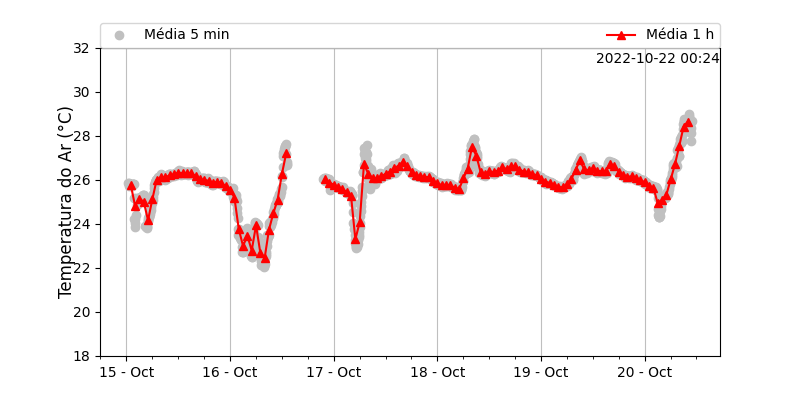 Média 5 min
Média 1 h
2022-10-22 00:24
Temperatura do Ar (°C)
32
30
28
26
24
22
20
18
15 - Oct
16 - Oct
17 - Oct
18 - Oct
19 - Oct
20 - Oct